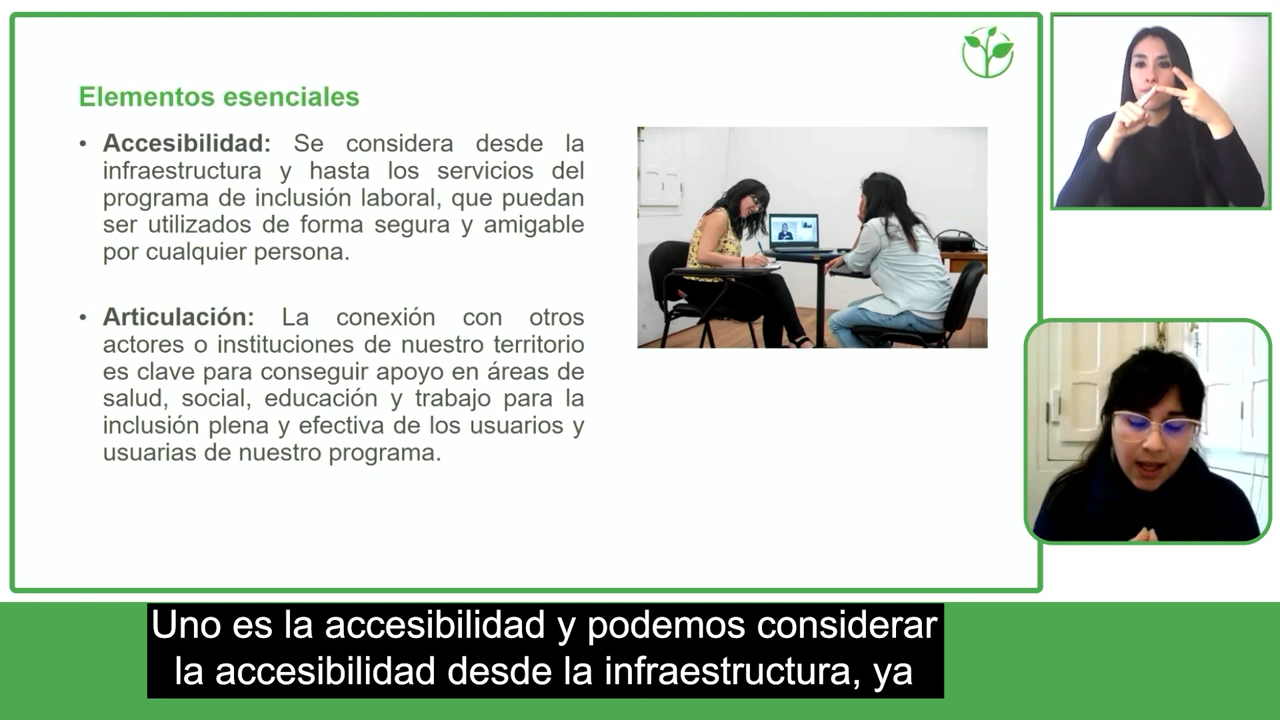 Elementos esenciales
• Accesibilidad: Se considera desde la
infraestructura y hasta los servicios del
programa de inclusión laboral, que puedan
ser utilizados de forma segura y amigable
por cualquier persona.
• Articulación: La conexión con otros
actores o instituciones de nuestro territorio
es clave para conseguir apoyo en áreas de
salud, social, educación y trabajo para la
inclusión plena y efectiva de los usuarios y
usuarias de nuestro programa.
Uno es la accesibilidad y podemos considerar
la accesibilidad desde la infraestructura, ya